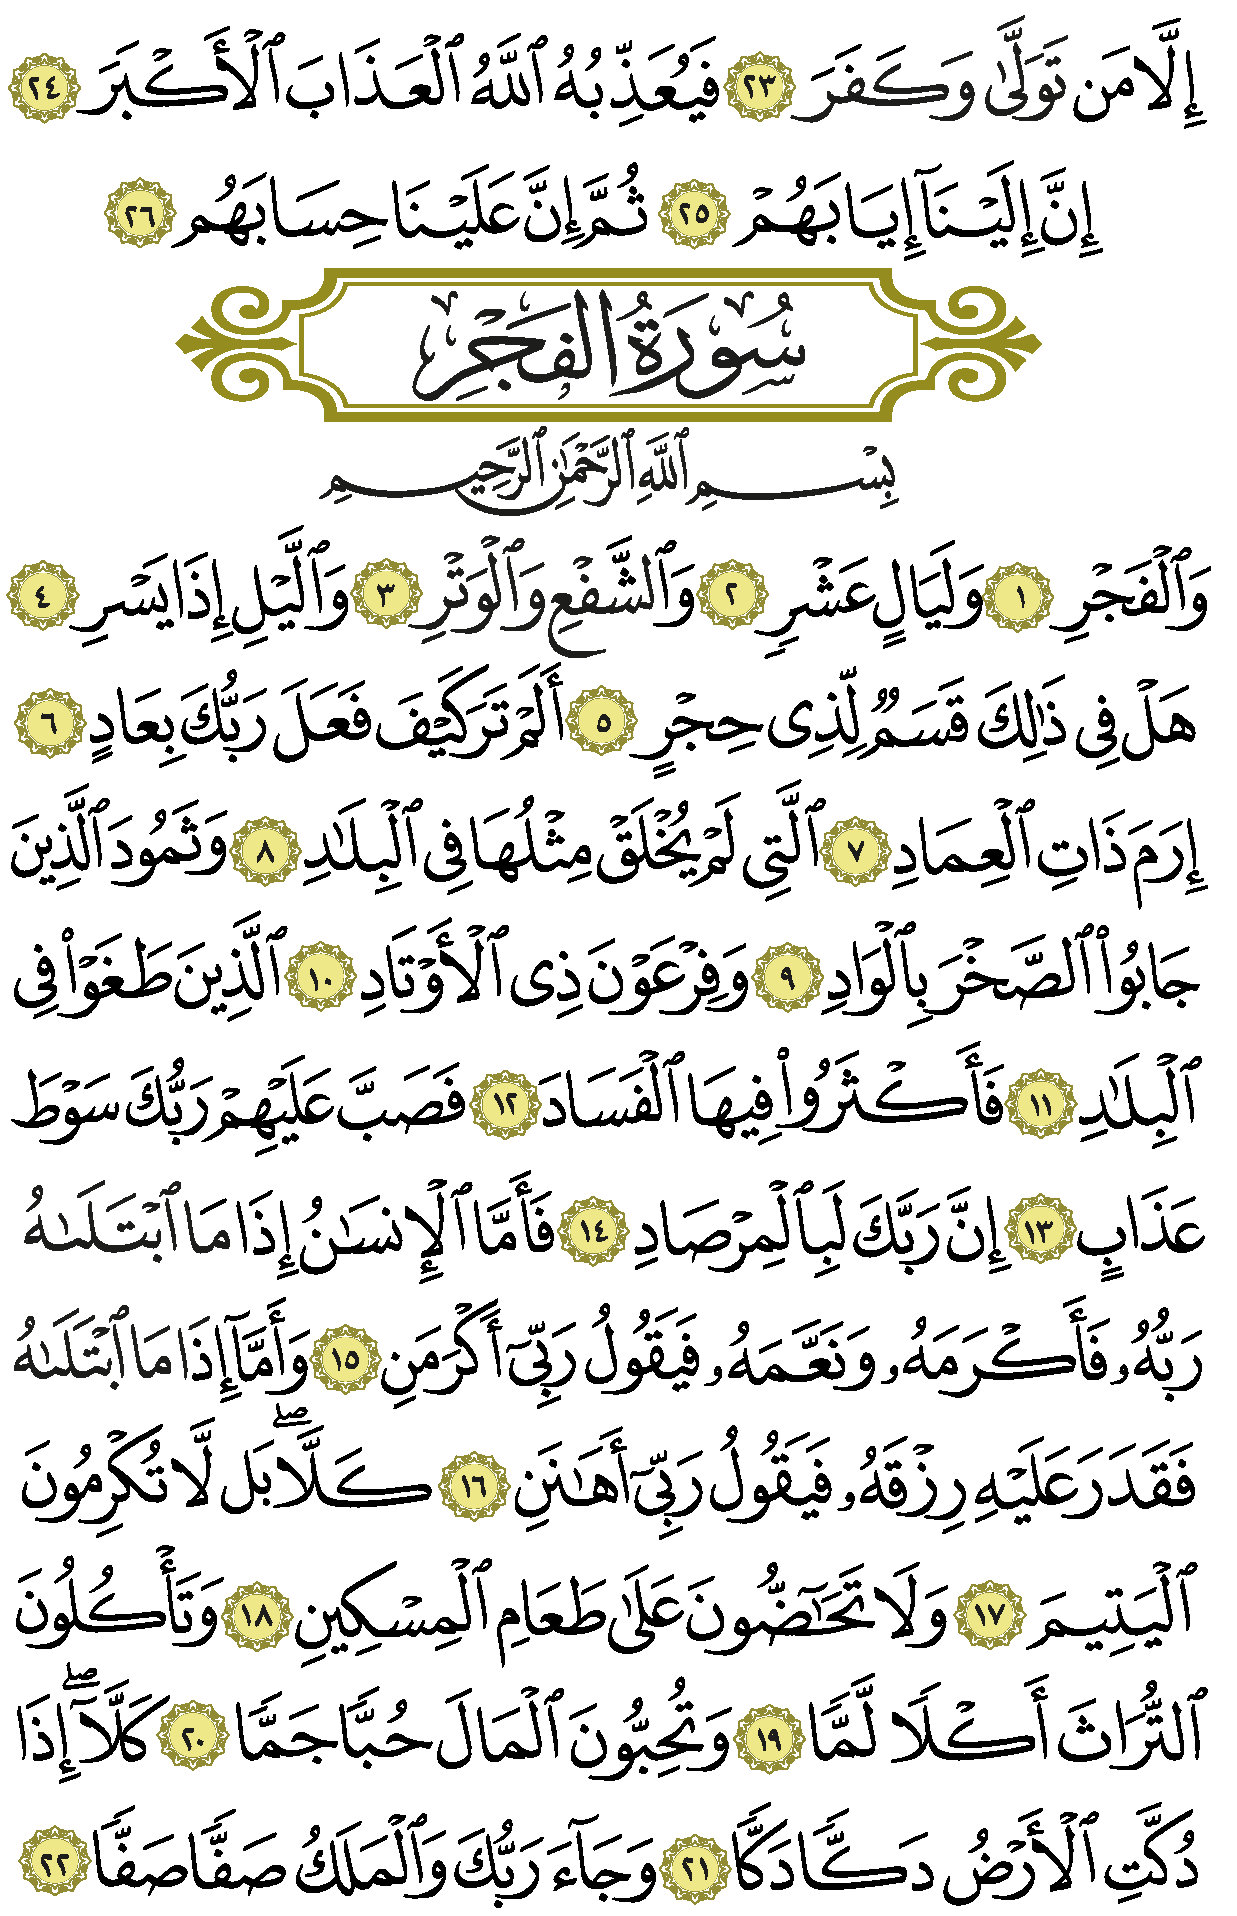 إِلَّا مَن تَوَلَّىٰ وَكَفَرَ ٢٣ فَيُعَذِّبُهُ ٱللَّهُ ٱلْعَذَابَ ٱلْأَكْبَرَ ٢٤
إِنَّ إِلَيْنَآ إِيَابَهُمْ ٢٥ ثُمَّ إِنَّ عَلَيْنَا حِسَابَهُم ٢٦
سُورَةُ الفَجْرِ
بِسْمِ ٱللَّهِ ٱلرَّحْمَٰنِ ٱلرَّحِيمِ
وَٱلْفَجْرِ ١ وَلَيَالٍ عَشْرٍ ٢ وَٱلشَّفْعِ وَٱلْوَتْرِ ٣ وَٱلَّيْلِ إِذَا يَسْرِ ٤
هَلْ فِى ذَٰلِكَ قَسَمٌ لِّذِى حِجْرٍ ٥ أَلَمْ تَرَ كَيْفَ فَعَلَ رَبُّكَ بِعَادٍ ٦
إِرَمَ ذَاتِ ٱلْعِمَادِ ٧ ٱلَّتِى لَمْ يُخْلَقْ مِثْلُهَا فِى ٱلْبِلَٰدِ ٨ وَثَمُودَ ٱلَّذِينَ
جَابُوا۟ ٱلصَّخْرَ بِٱلْوَادِ ٩ وَفِرْعَوْنَ ذِى ٱلْأَوْتَادِ ١٠ ٱلَّذِينَ طَغَوْا۟ فِى
ٱلْبِلَٰدِ ١١ فَأَكْثَرُوا۟ فِيهَا ٱلْفَسَادَ ١٢ فَصَبَّ عَلَيْهِمْ رَبُّكَ سَوْطَ
عَذَابٍ ١٣ إِنَّ رَبَّكَ لَبِٱلْمِرْصَادِ ١٤ فَأَمَّا ٱلْإِنسَٰنُ إِذَا مَا ٱبْتَلَىٰهُ
رَبُّهُۥ فَأَكْرَمَهُۥ وَنَعَّمَهُۥ فَيَقُولُ رَبِّىٓ أَكْرَمَنِ ١٥ وَأَمَّآ إِذَا مَا ٱبْتَلَىٰهُ
فَقَدَرَ عَلَيْهِ رِزْقَهُۥ فَيَقُولُ رَبِّىٓ أَهَٰنَنِ ١٦ كَلَّا ۖ بَل لَّا تُكْرِمُونَ
ٱلْيَتِيمَ ١٧ وَلَا تَحَٰٓضُّونَ عَلَىٰ طَعَامِ ٱلْمِسْكِينِ ١٨ وَتَأْكُلُونَ
ٱلتُّرَاثَ أَكْلًا لَّمًّا ١٩ وَتُحِبُّونَ ٱلْمَالَ حُبًّا جَمًّا ٢٠ كَلَّآ ۖ إِذَا
دُكَّتِ ٱلْأَرْضُ دَكًّا دَكًّا ٢١ وَجَآءَ رَبُّكَ وَٱلْمَلَكُ صَفًّا صَفًّا ٢٢